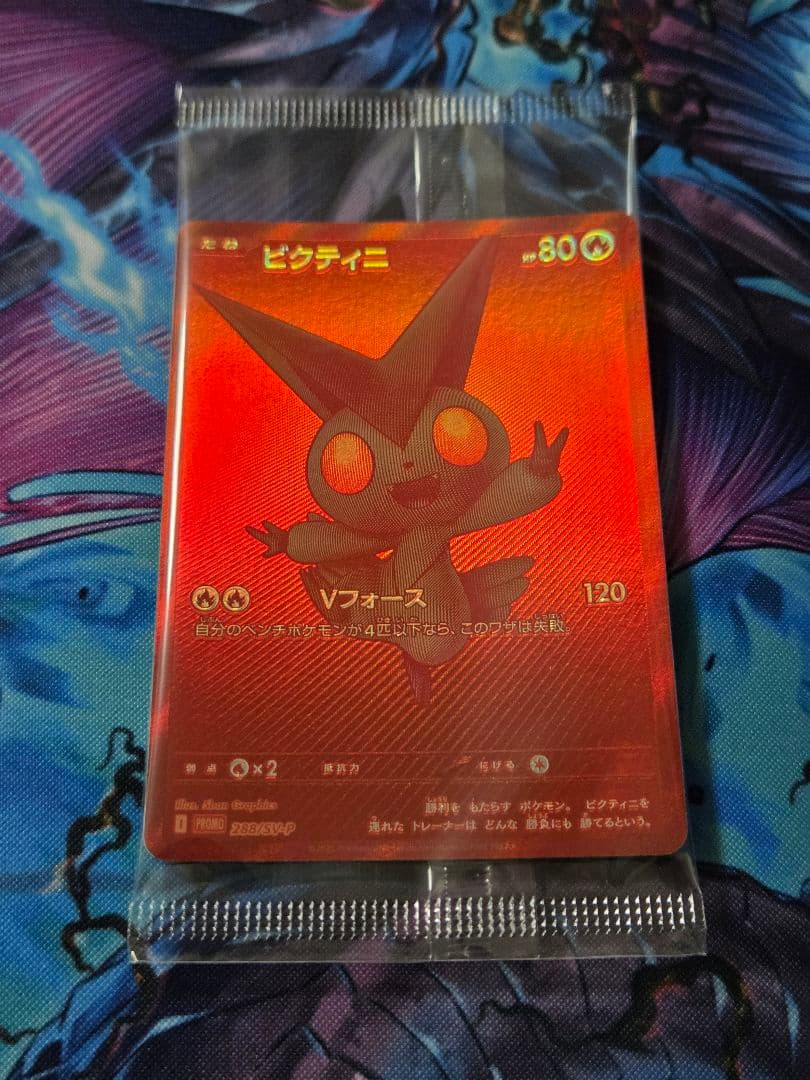 たね ビクティニ HP80
Vフォース 120
自分のベンチポケモンが4匹以下なら、このワザは失敗。
弱点 ×2 抵抗力 にげる
Illus. Shan Graphics
勝利を もたらす ポケモン。 ビクティニを
連れた トレーナーは どんな 勝負にも 勝てるという。
I PROMO 288/SV-P